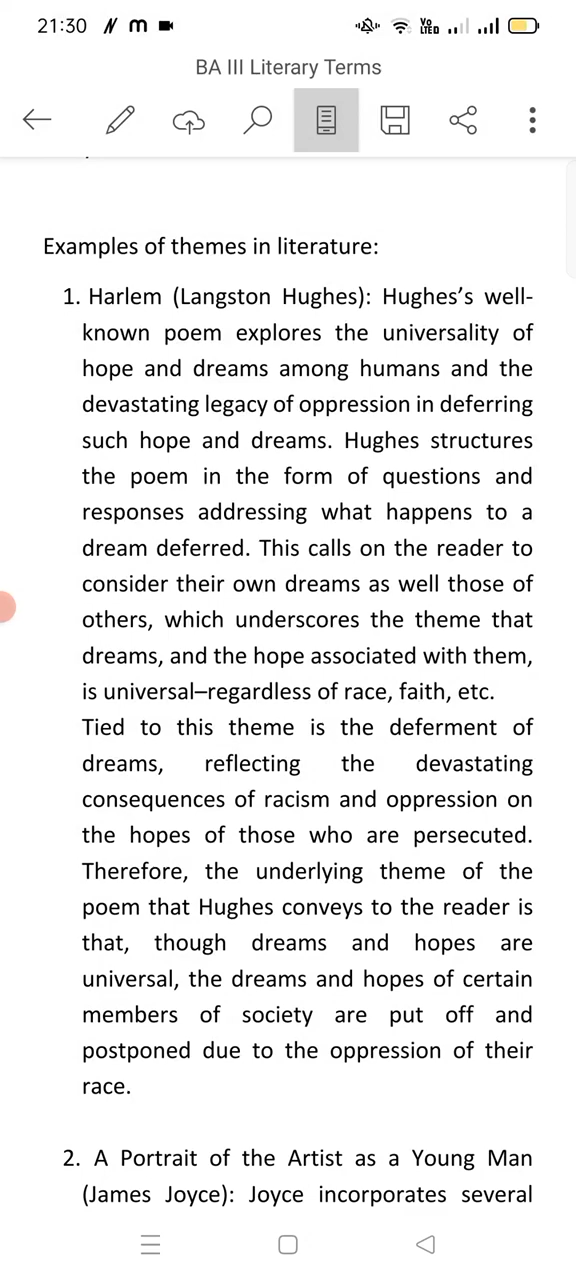 21:30
Vo
LTED
BA III Literary Terms
Examples of themes in literature:
1. Harlem (Langston Hughes): Hughes’s well-
known poem explores the universality of
hope and dreams among humans and the
devastating legacy of oppression in deferring
such hope and dreams. Hughes structures
the poem in the form of questions and
responses addressing what happens to a
dream deferred. This calls on the reader to
consider their own dreams as well those of
others, which underscores the theme that
dreams, and the hope associated with them,
is universal–regardless of race, faith, etc.
Tied to this theme is the deferment of
dreams, reflecting the devastating
consequences of racism and oppression on
the hopes of those who are persecuted.
Therefore, the underlying theme of the
poem that Hughes conveys to the reader is
that, though dreams and hopes are
universal, the dreams and hopes of certain
members of society are put off and
postponed due to the oppression of their
race.
2. A Portrait of the Artist as a Young Man
(James Joyce): Joyce incorporates several